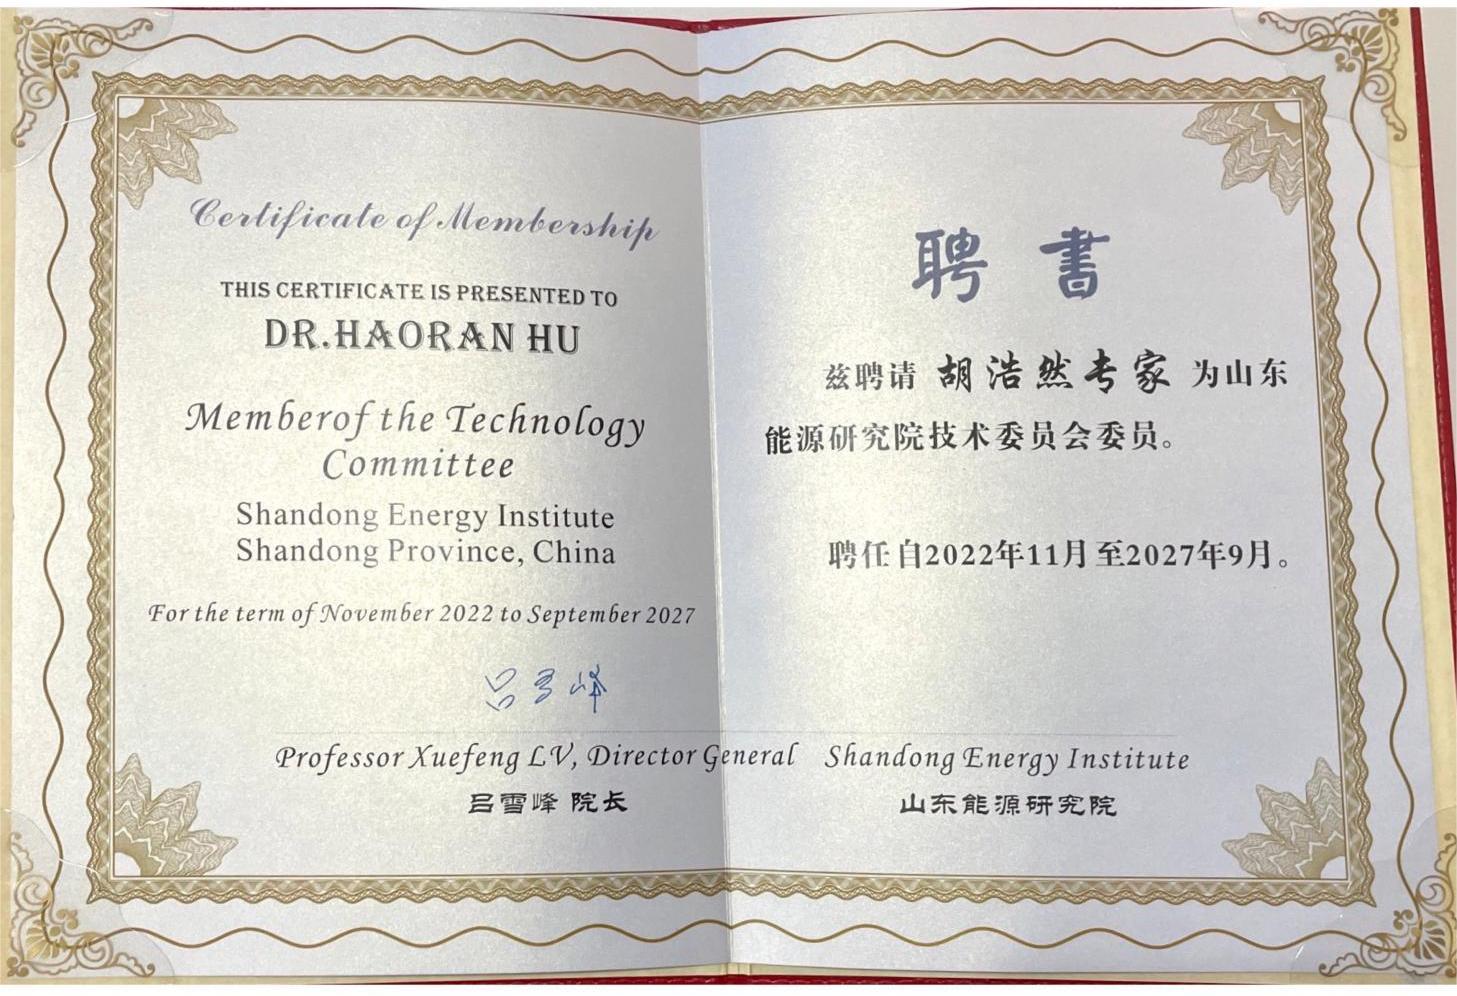 Certificate of Membership
THIS CERTIFICATE IS PRESENTED TO
DR.HAORAN HU
Memberof the Technology
Committee
Shandong Energy Institute
Shandong Province, China
For the term of November 2022 to September 2027
吕雪峰
Professor Xuefeng LV, Director General Shandong Energy Institute
吕雪峰 院长 山东能源研究院
聘書
兹聘请 胡浩然专家 为山东
能源研究院技术委员会委员。
聘任自2022年11月至2027年9月。